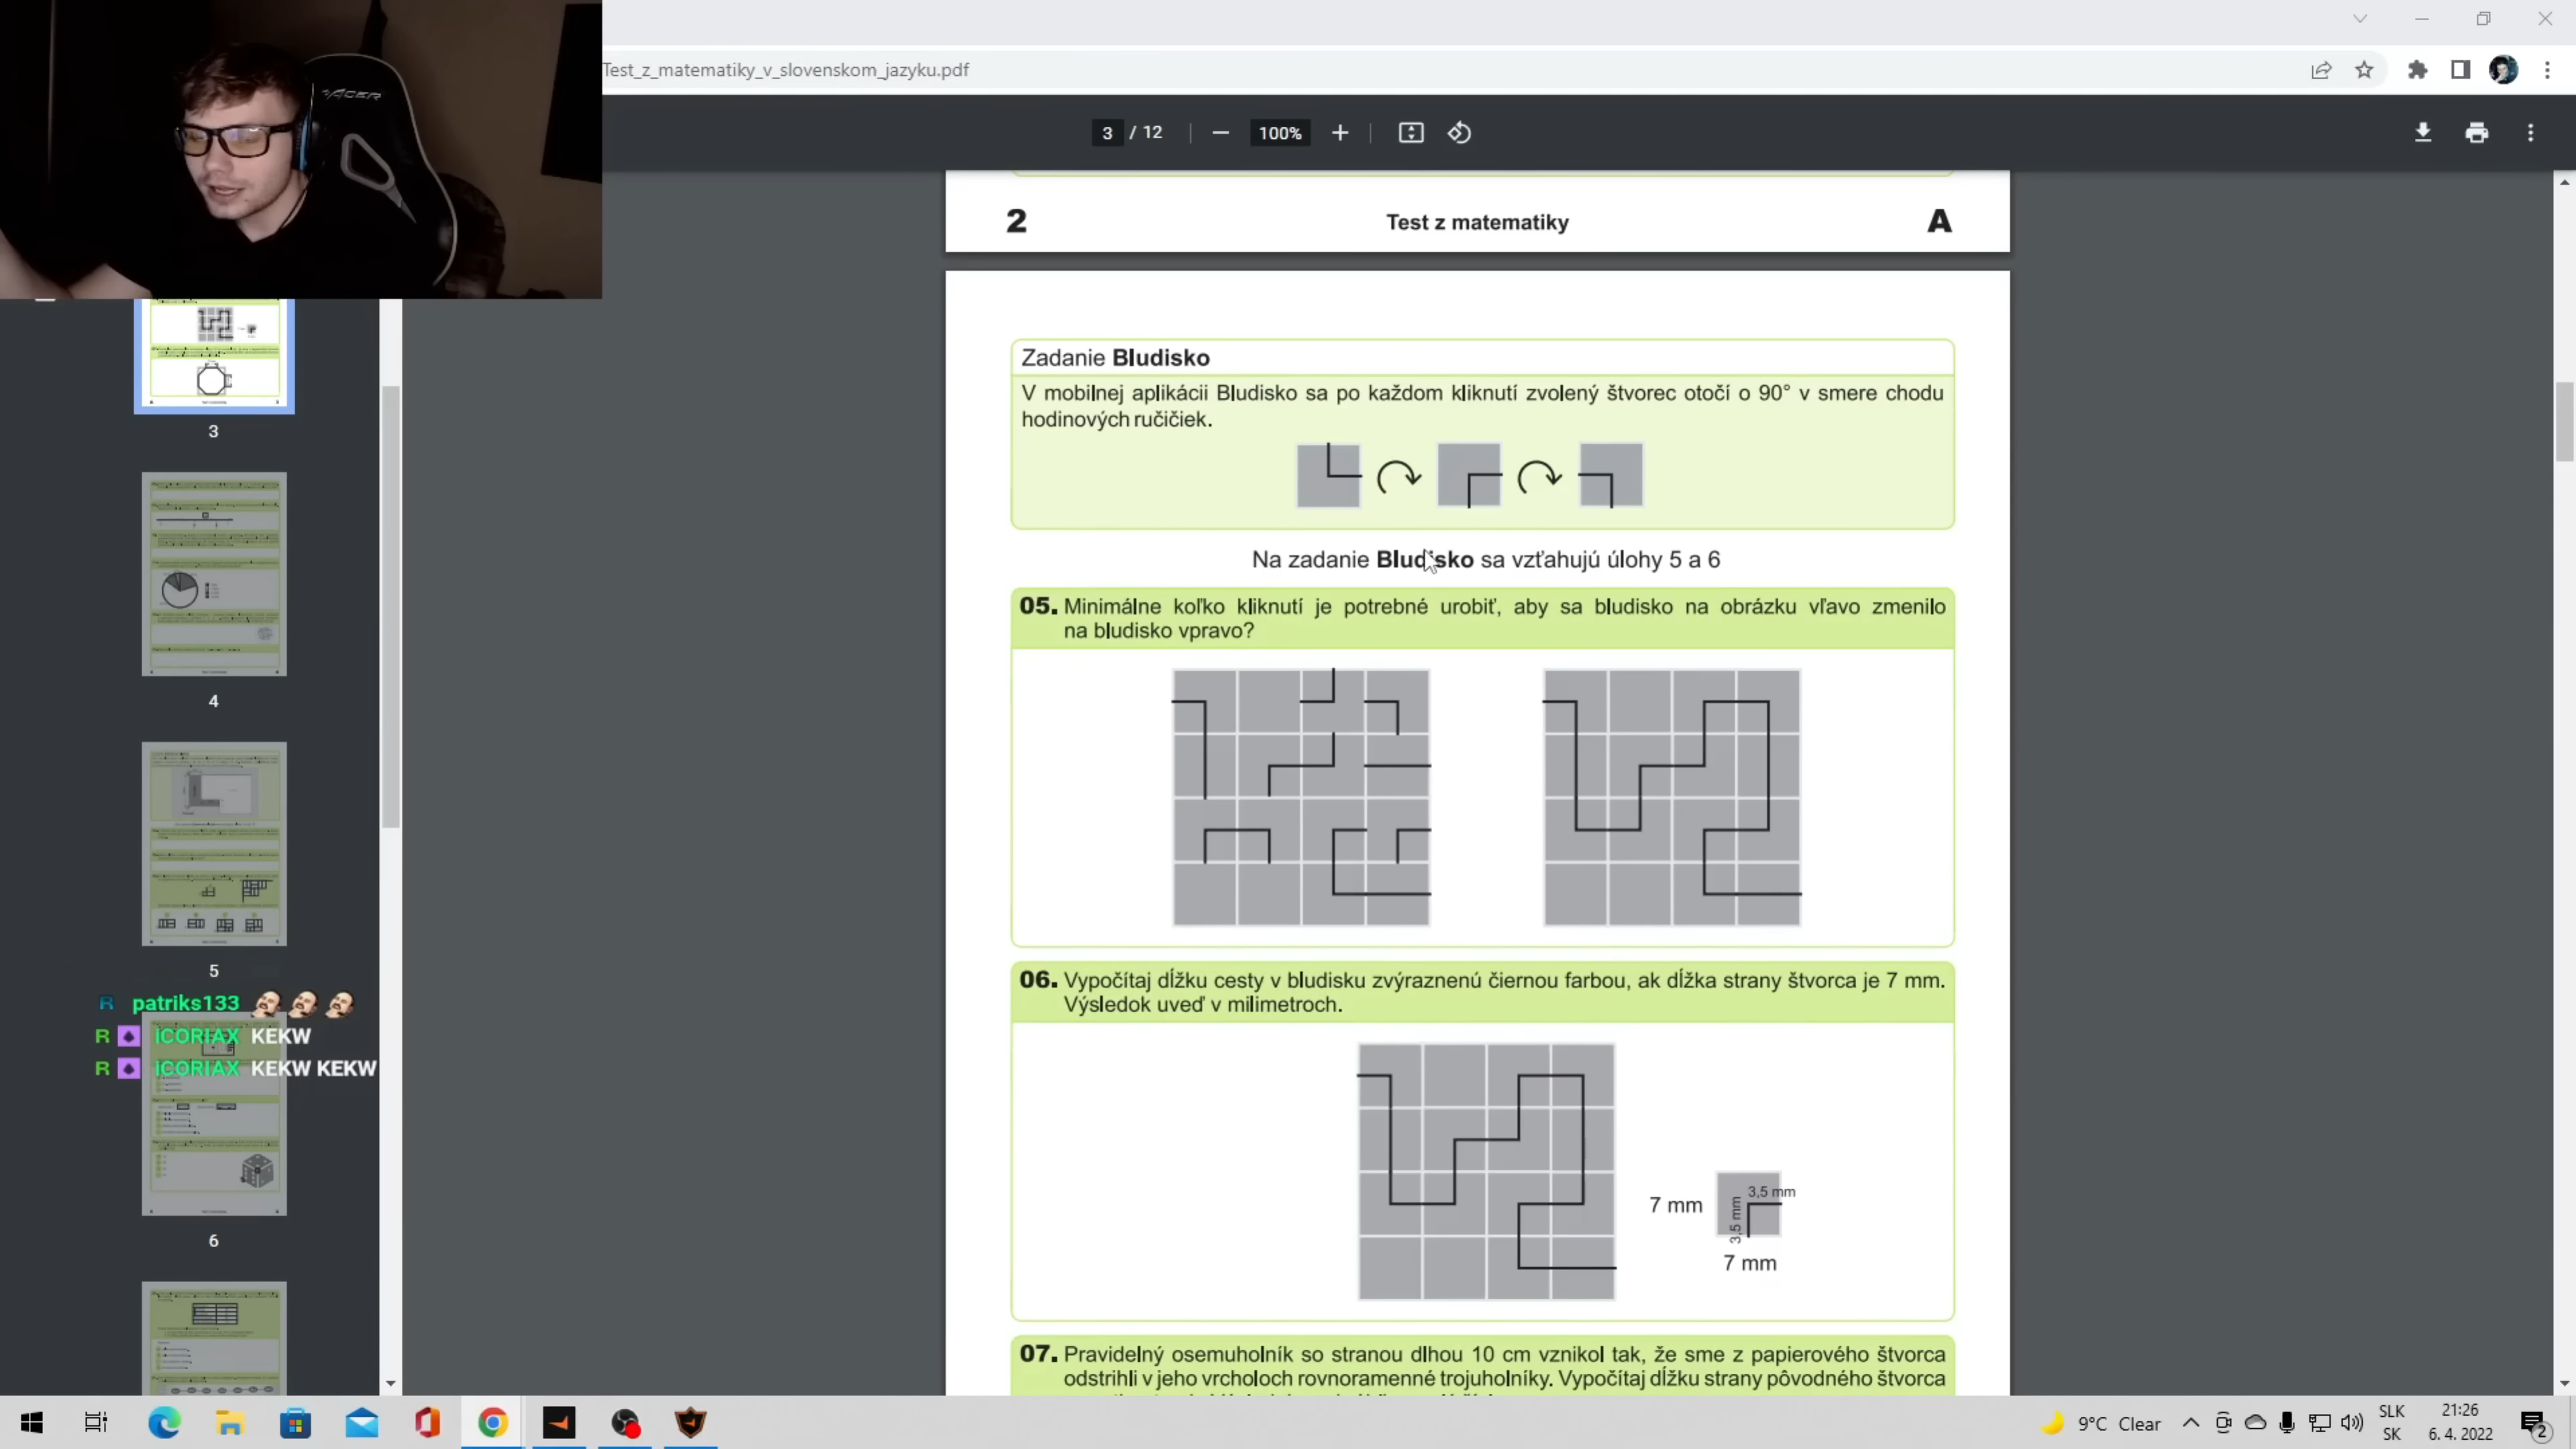 ACER
Test_z_matematiky_v_slovenskom_jazyku.pdf
3 / 12
100%
2
Test z matematiky
A
Zadanie Bludisko
V mobilnej aplikácii Bludisko sa po každom kliknutí zvolený štvorec otočí o 90° v smere chodu
hodinových ručičiek.
Na zadanie Bludisko sa vzťahujú úlohy 5 a 6
05. Minimálne koľko kliknutí je potrebné urobiť, aby sa bludisko na obrázku vľavo zmenilo
na bludisko vpravo?
06. Vypočítaj dĺžku cesty v bludisku zvýraznenú čiernou farbou, ak dĺžka strany štvorca je 7 mm.
Výsledok uveď v milimetroch.
7 mm
3,5 mm
3,5 mm
7 mm
07. Pravidelný osemuholník so stranou dlhou 10 cm vznikol tak, že sme z papierového štvorca
odstrihli v jeho vrcholoch rovnoramenné trojuholníky. Vypočítaj dĺžku strany pôvodného štvorca
3
4
5
patriks133
R iCORIAX KEKW
R iCORIAX KEKW KEKW
6
9°C Clear
SLK
SK
21:26
6. 4. 2022
2